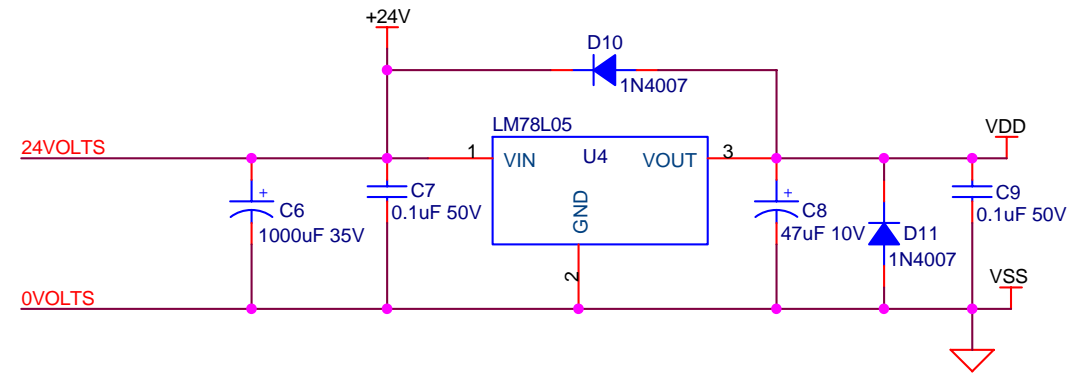 +24V
D10
1N4007
LM78L05
24VOLTS
1
VIN
U4
VOUT
3
VDD
GND
2
+
C6
1000uF 35V
C7
0.1uF 50V
+
C8
47uF 10V
D11
1N4007
C9
0.1uF 50V
VSS
0VOLTS